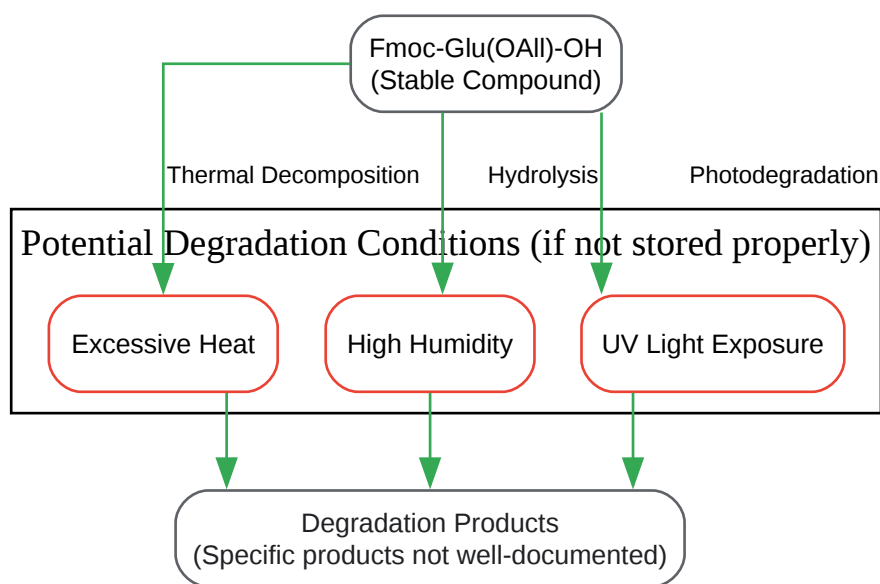 Fmoc-Glu(OAll)-OH
(Stable Compound)
Thermal Decomposition
Hydrolysis
Photodegradation
Potential Degradation Conditions (if not stored properly)
Excessive Heat
High Humidity
UV Light Exposure
Degradation Products
(Specific products not well-documented)